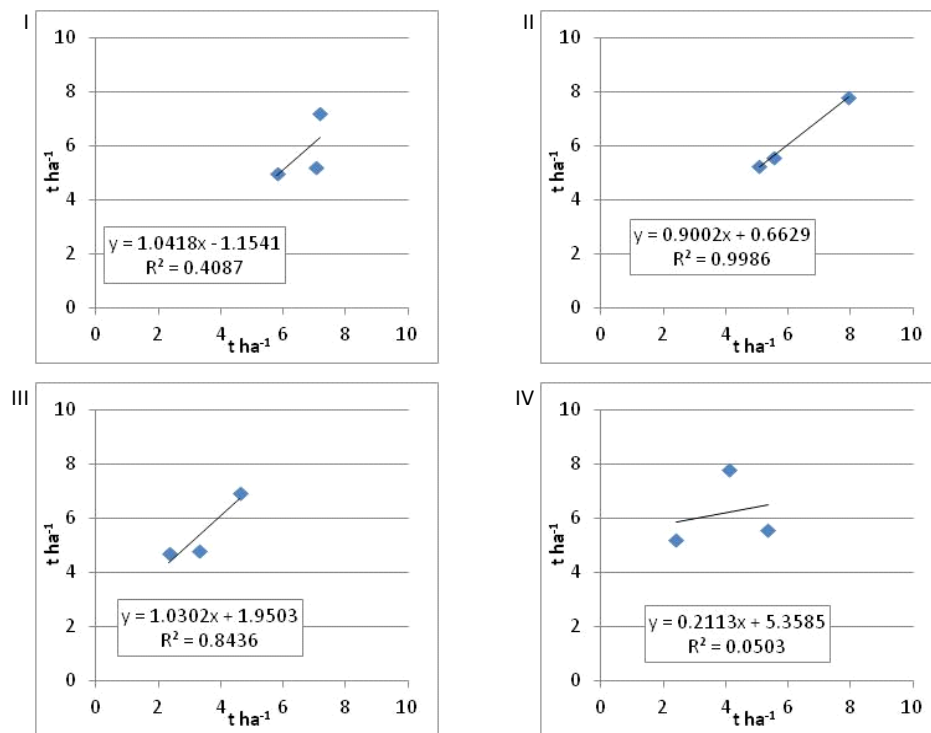 I
10
8
6
4
2
0
t ha⁻¹
y = 1.0418x - 1.1541
R² = 0.4087
0 2 4 6 8 10
t ha⁻¹
II
10
8
6
4
2
0
t ha⁻¹
y = 0.9002x + 0.6629
R² = 0.9986
0 2 4 6 8 10
t ha⁻¹
III
10
8
6
4
2
0
t ha⁻¹
y = 1.0302x + 1.9503
R² = 0.8436
0 2 4 6 8 10
t ha⁻¹
IV
10
8
6
4
2
0
t ha⁻¹
y = 0.2113x + 5.3585
R² = 0.0503
0 2 4 6 8 10
t ha⁻¹